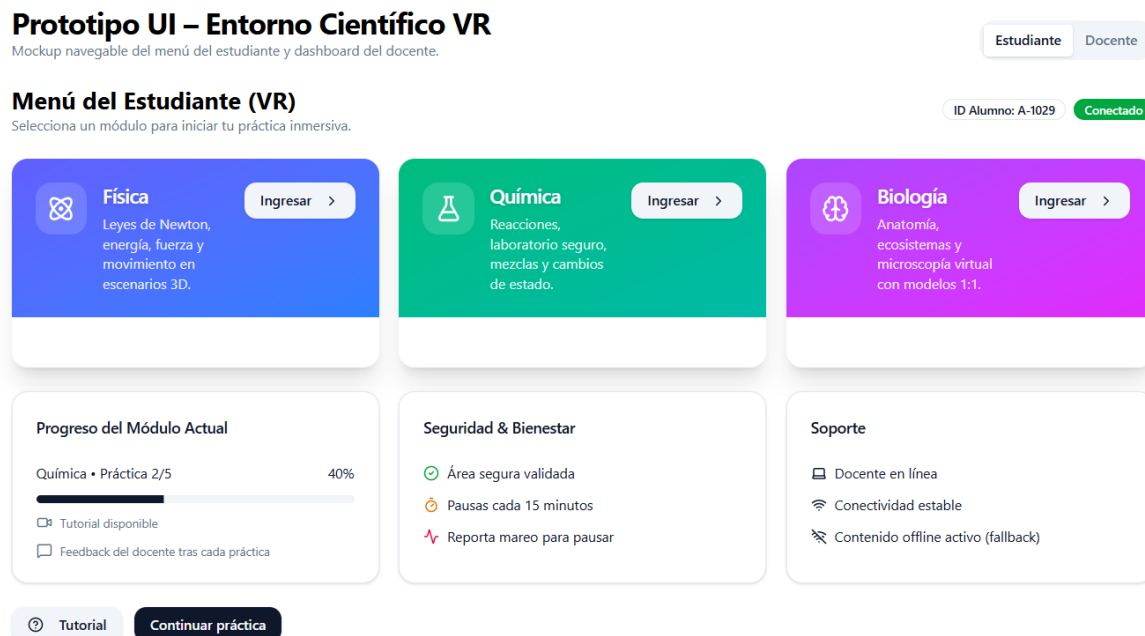 Prototipo UI – Entorno Científico VR
Mockup navegable del menú del estudiante y dashboard del docente.
Estudiante
Docente
Menú del Estudiante (VR)
Selecciona un módulo para iniciar tu práctica inmersiva.
ID Alumno: A-1029
Conectado
Física
Ingresar
Leyes de Newton,
energía, fuerza y
movimiento en
escenarios 3D.
Química
Ingresar
Reacciones,
laboratorio seguro,
mezclas y cambios
de estado.
Biología
Ingresar
Anatomía,
ecosistemas y
microscopía virtual
con modelos 1:1.
Progreso del Módulo Actual
Química • Práctica 2/5
40%
Tutorial disponible
Feedback del docente tras cada práctica
Seguridad & Bienestar
Área segura validada
Pausas cada 15 minutos
Reporta mareo para pausar
Soporte
Docente en línea
Conectividad estable
Contenido offline activo (fallback)
Tutorial
Continuar práctica